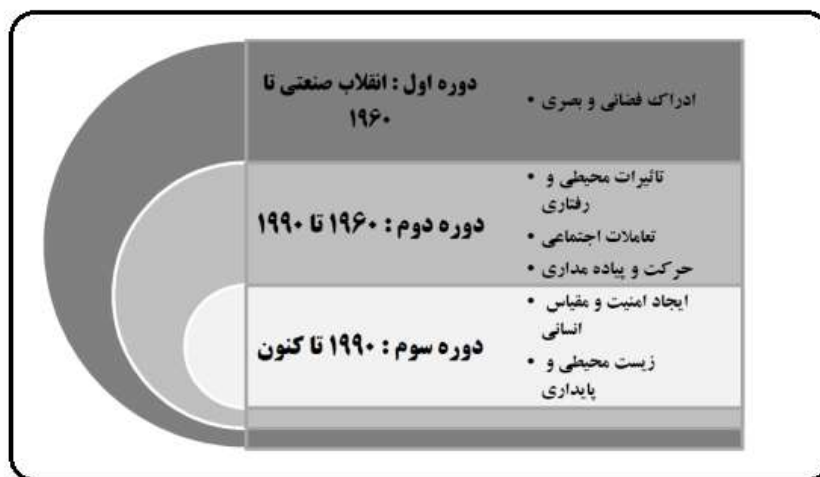 دوره اول : انقلاب صنعتی تا
۱۹۶۰
• ادراک فضائی و بصری
دوره دوم : ۱۹۶۰ تا ۱۹۹۰
• تاثیرات محیطی و
رفتاری
• تعاملات اجتماعی
• حرکت و پیاده مداری
دوره سوم : ۱۹۹۰ تا کنون
• ایجاد امنیت و مقیاس
انسانی
• زیست محیطی و
پایداری